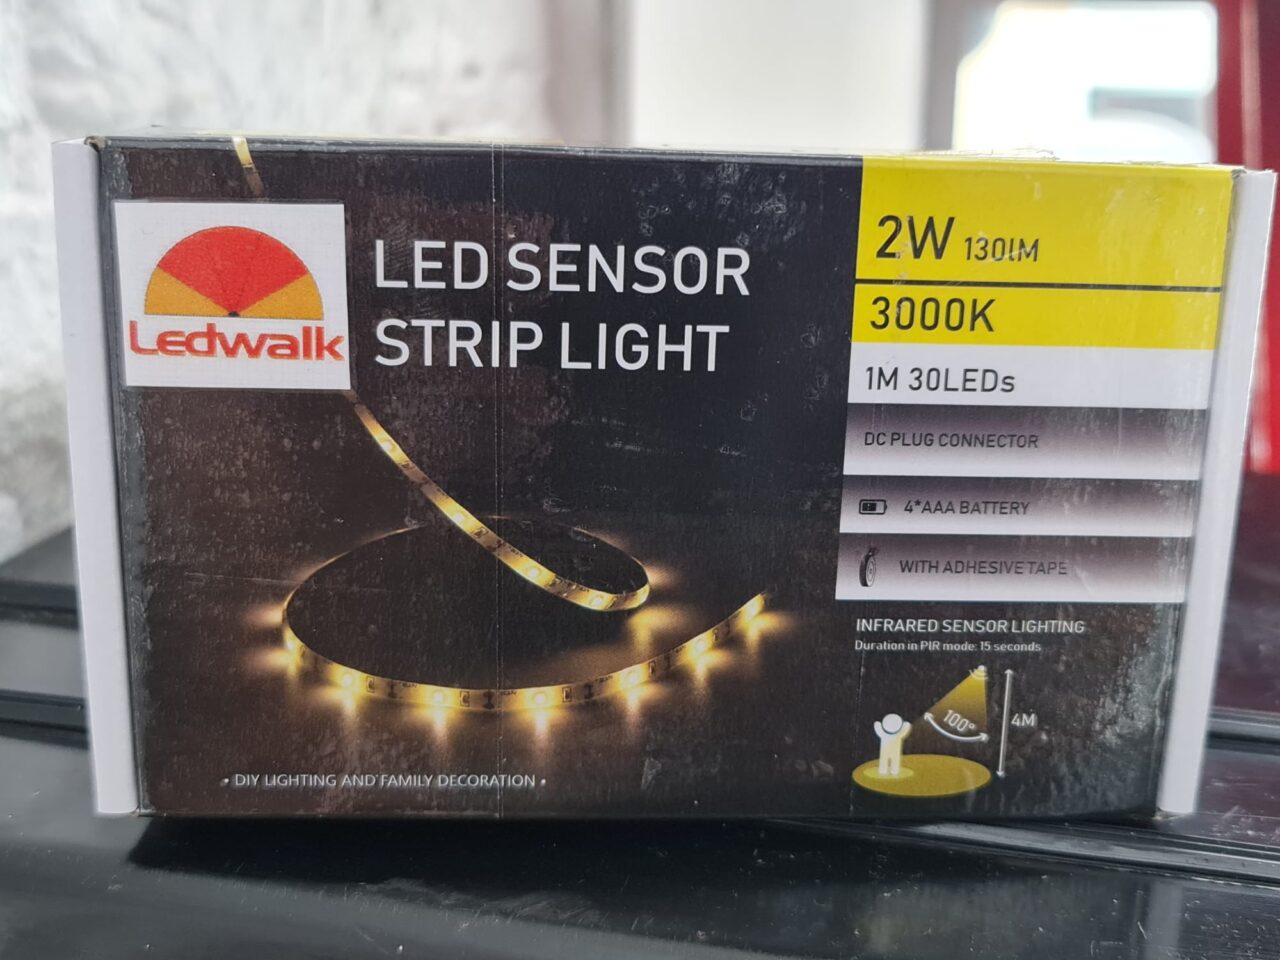 Ledwalk
LED SENSOR
STRIP LIGHT
• DIY LIGHTING AND FAMILY DECORATION •
2W 130lM
3000K
1M 30LEDs
DC PLUG CONNECTOR
4*AAA BATTERY
WITH ADHESIVE TAPE
INFRARED SENSOR LIGHTING
Duration in PIR mode: 15 seconds
100°
4M